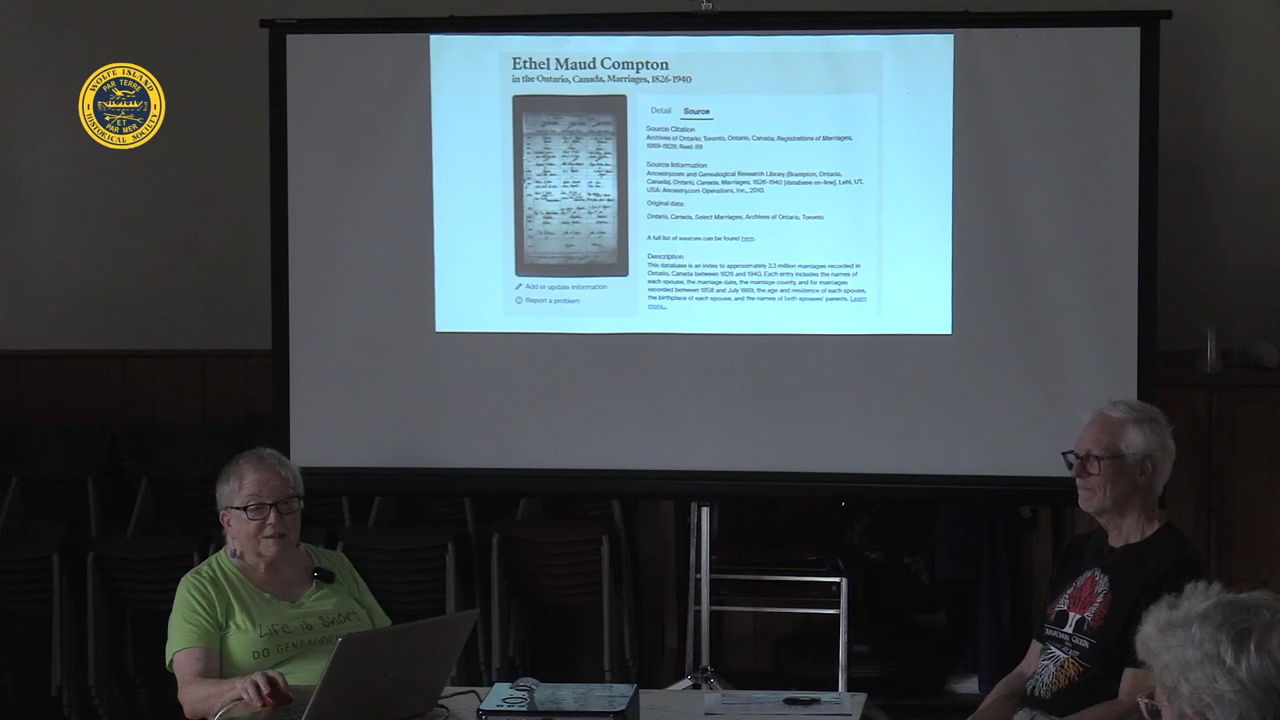 WOLFE ISLAND
PAR TERRE
ET
PAR MER
HISTORICAL SOCIETY
Ethel Maud Compton
in the Ontario, Canada, Marriages, 1826-1940
Detail Source
Source Citation
Archives of Ontario; Toronto, Ontario, Canada; Registrations of Marriages,
1869-1928; Reel: 89
Source Information
Ancestry.com and Genealogical Research Library (Brampton, Ontario,
Canada). Ontario, Canada, Marriages, 1826-1940 [database on-line]. Lehi, UT,
USA: Ancestry.com Operations, Inc., 2010.
Original data:
Ontario, Canada, Select Marriages. Archives of Ontario, Toronto
A full list of sources can be found here.
Description
This database is an index to approximately 3.3 million marriages recorded in
Ontario, Canada between 1826 and 1940. Each entry includes the names of
each spouse, the marriage date, the marriage county, and for marriages
recorded between 1858 and July 1869, the age and residence of each spouse,
the birthplace of each spouse, and the names of both spouses' parents. Learn
more...
Add or update information
Report a problem
Life is Short
DO